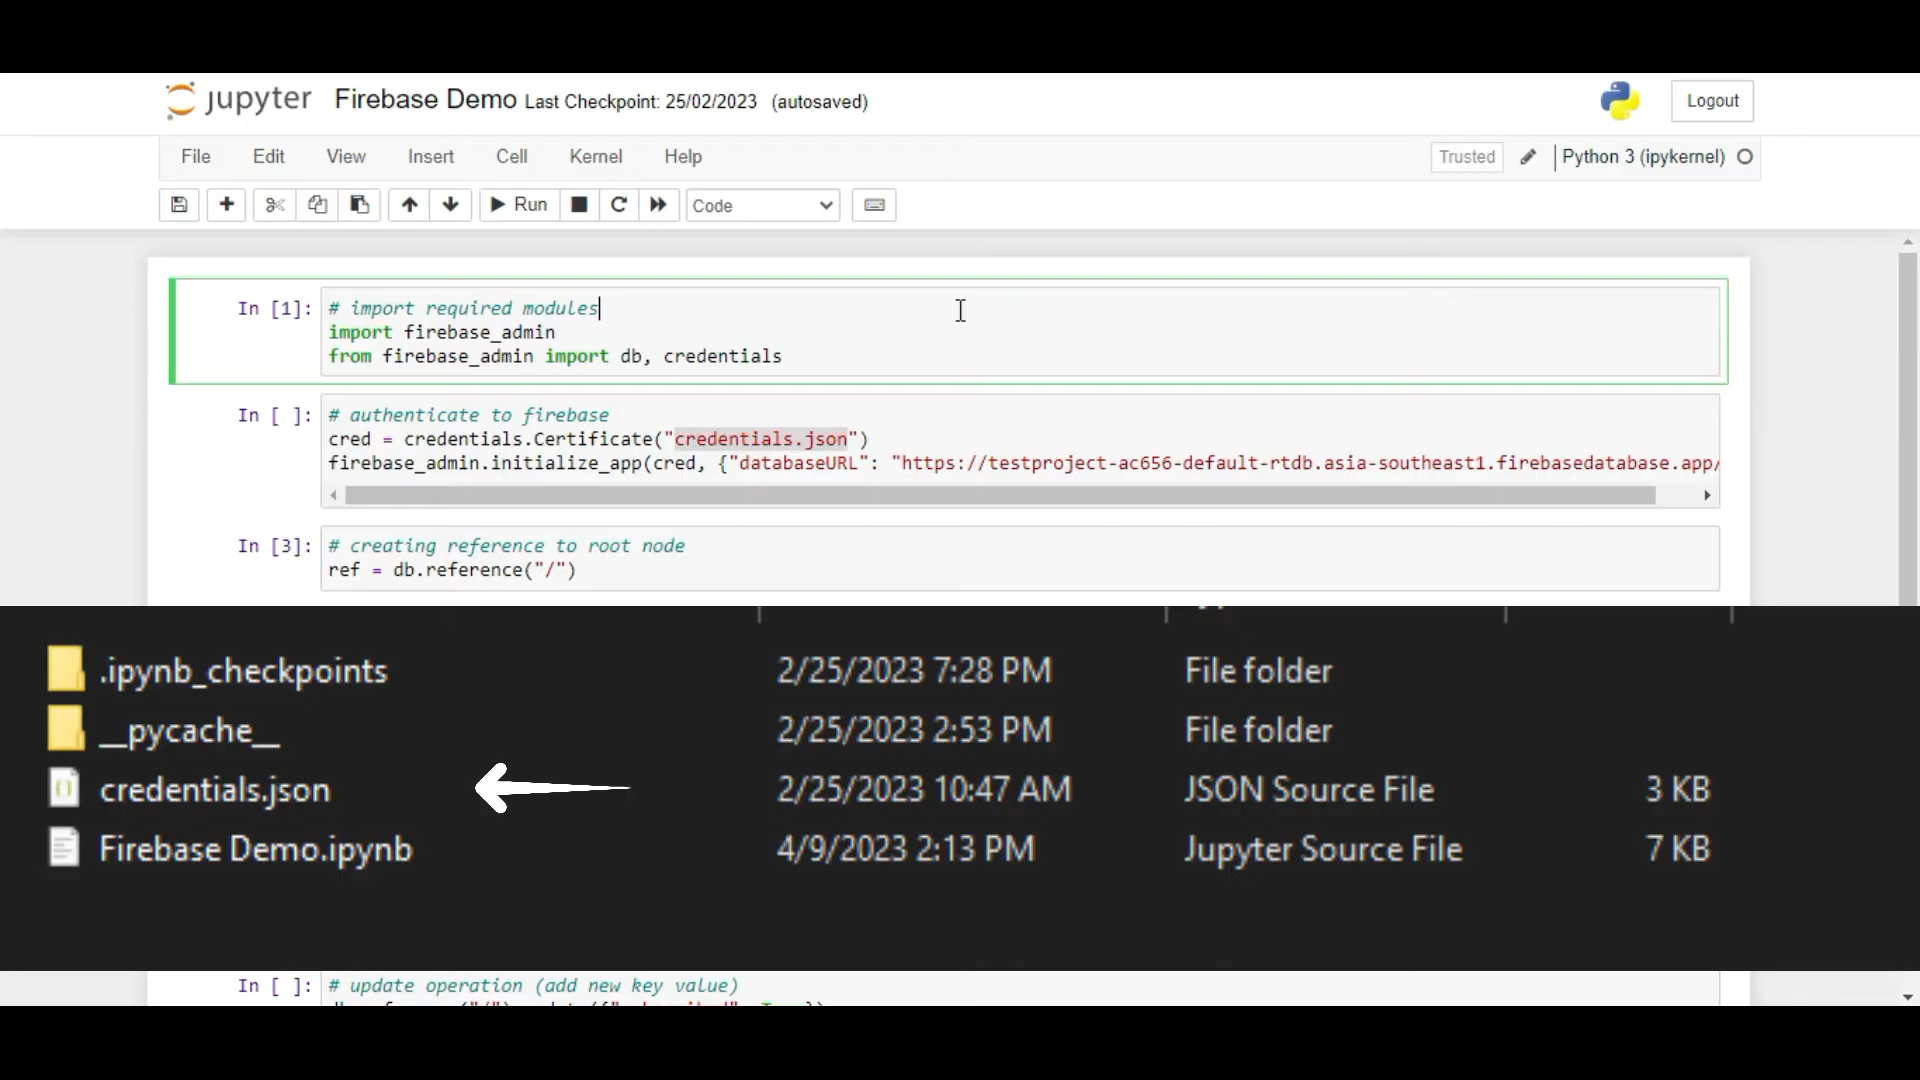 jupyter Firebase Demo Last Checkpoint: 25/02/2023 (autosaved)
Logout
File Edit View Insert Cell Kernel Help
Trusted Python 3 (ipykernel)
Run Code
In [1]: # import required modules
import firebase_admin
from firebase_admin import db, credentials
In [ ]: # authenticate to firebase
cred = credentials.Certificate("credentials.json")
firebase_admin.initialize_app(cred, {"databaseURL": "https://testproject-ac656-default-rtdb.asia-southeast1.firebasedatabase.app/
In [3]: # creating reference to root node
ref = db.reference("/")
.ipynb_checkpoints 2/25/2023 7:28 PM File folder
__pycache__ 2/25/2023 2:53 PM File folder
credentials.json 2/25/2023 10:47 AM JSON Source File 3 KB
Firebase Demo.ipynb 4/9/2023 2:13 PM Jupyter Source File 7 KB
In [ ]: # update operation (add new key value)